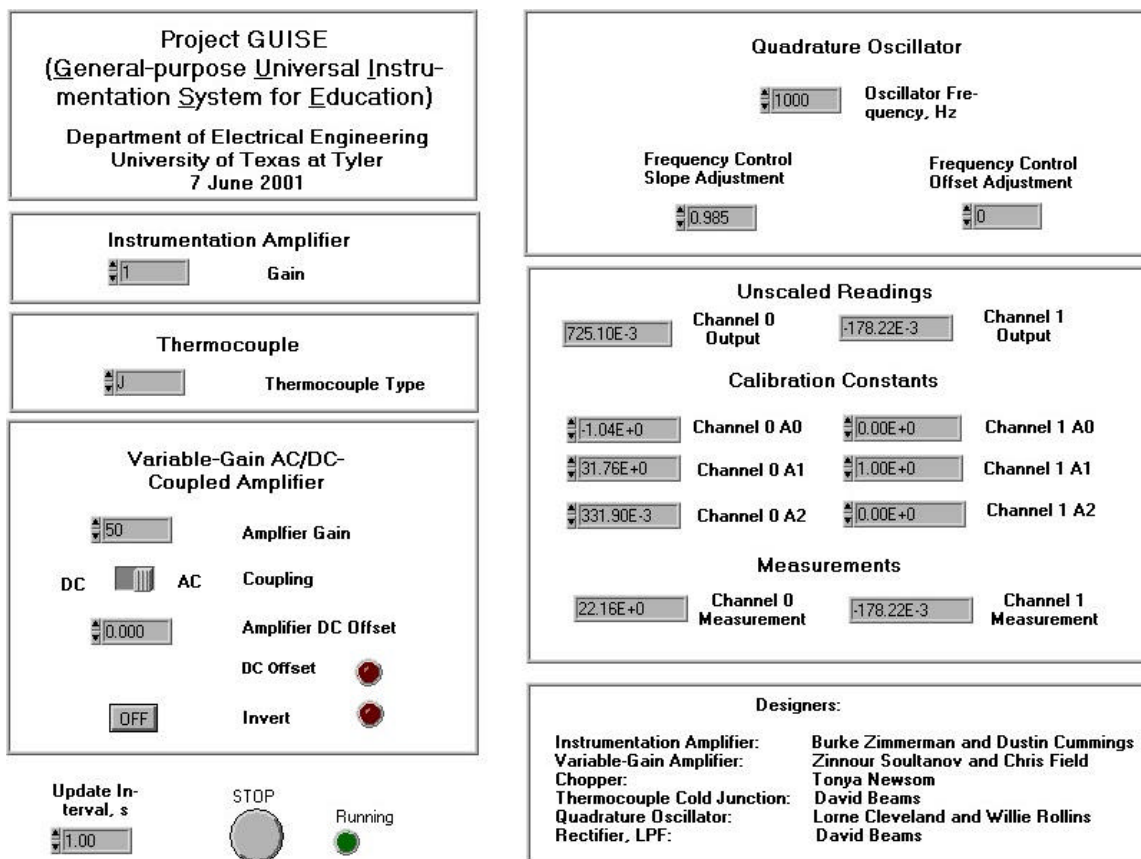 Project GUISE
(General-purpose Universal Instru-
mentation System for Education)
Department of Electrical Engineering
University of Texas at Tyler
7 June 2001
Instrumentation Amplifier
1 Gain
Thermocouple
J Thermocouple Type
Variable-Gain AC/DC-
Coupled Amplifier
50 Amplfier Gain
DC AC Coupling
0.000 Amplifier DC Offset
DC Offset
OFF Invert
Update In-
terval, s
1.00
STOP
Running
Quadrature Oscillator
1000 Oscillator Fre-
quency, Hz
Frequency Control
Slope Adjustment
0.985
Frequency Control
Offset Adjustment
0
Unscaled Readings
725.10E-3 Channel 0
Output
-178.22E-3 Channel 1
Output
Calibration Constants
-1.04E+0 Channel 0 A0 0.00E+0 Channel 1 A0
31.76E+0 Channel 0 A1 1.00E+0 Channel 1 A1
331.90E-3 Channel 0 A2 0.00E+0 Channel 1 A2
Measurements
22.16E+0 Channel 0
Measurement
-178.22E-3 Channel 1
Measurement
Designers:
Instrumentation Amplifier: Burke Zimmerman and Dustin Cummings
Variable-Gain Amplifier: Zinnour Soultanov and Chris Field
Chopper: Tonya Newsom
Thermocouple Cold Junction: David Beams
Quadrature Oscillator: Lorne Cleveland and Willie Rollins
Rectifier, LPF: David Beams